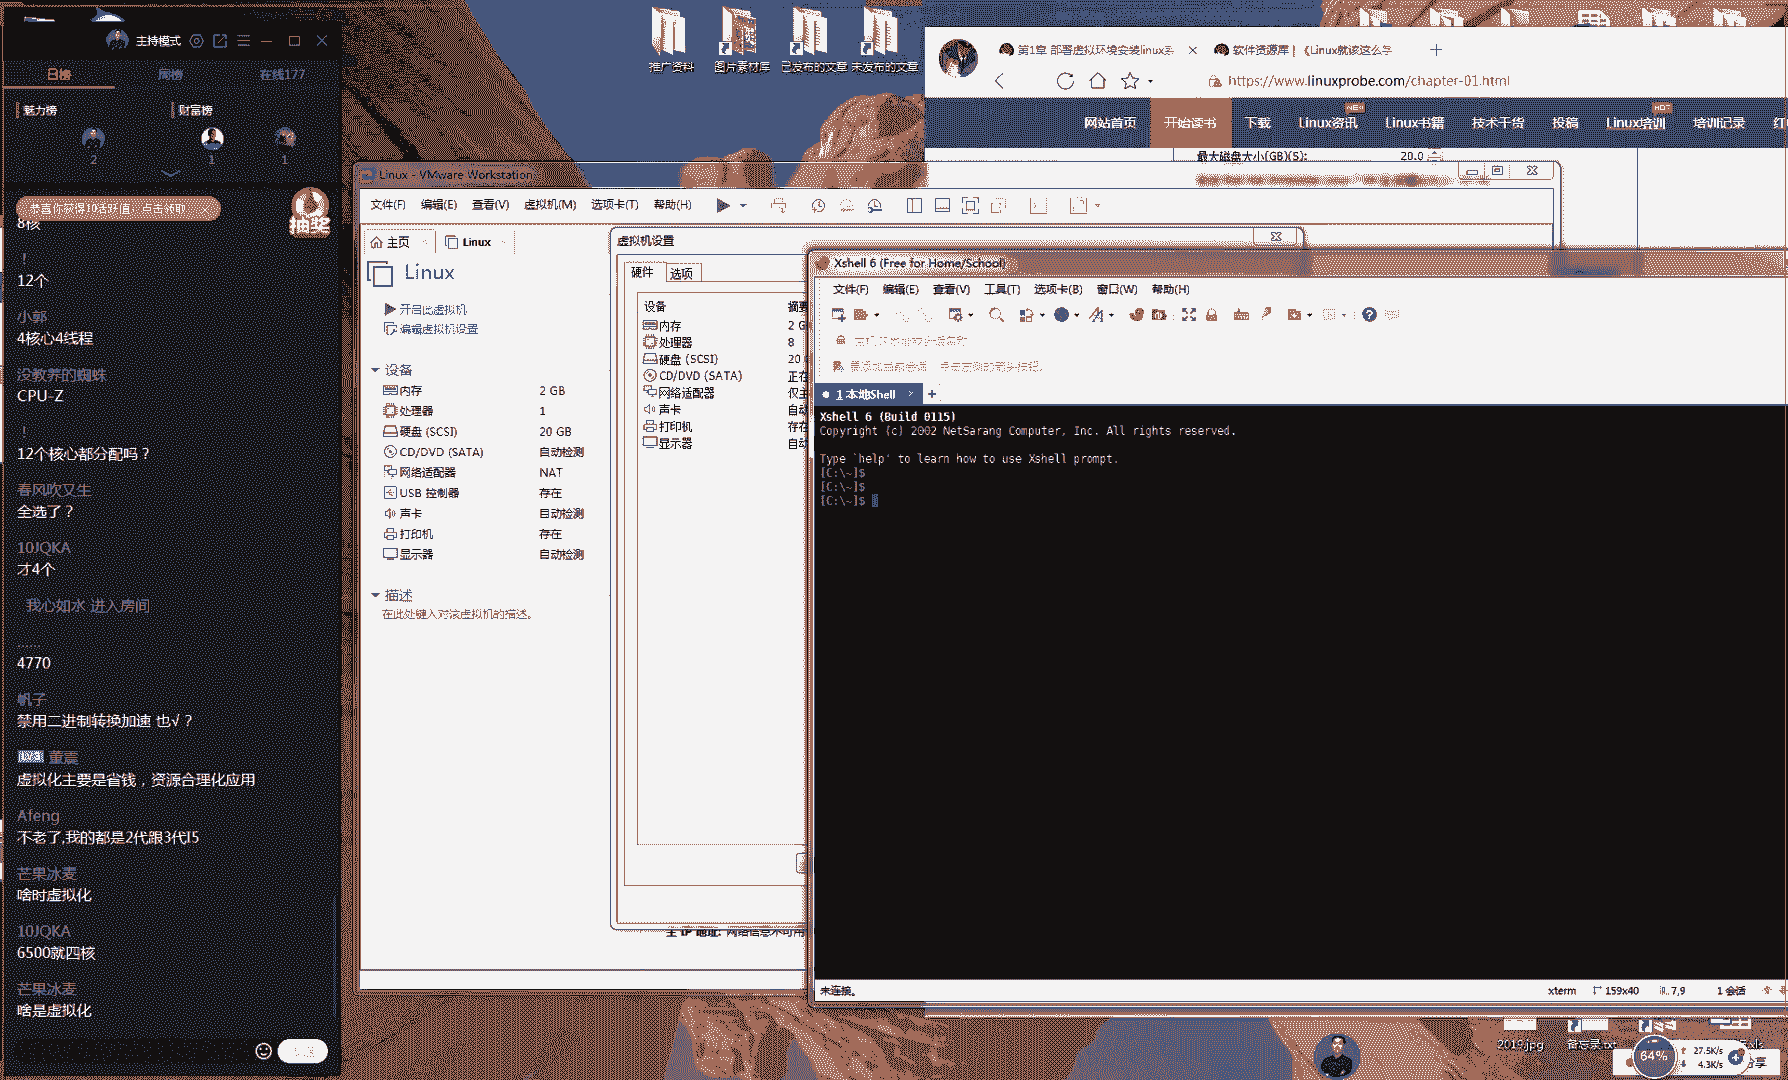 主持模式
日榜
周榜
在线177
魅力榜
财富榜
2
1
1
恭喜你获得10活跃值，点击领取
抽奖
8核
！
12个
小郭
4核心4线程
没教养的蜘蛛
CPU-Z
！
12个核心都分配吗？
春风吹又生
全选了？
10JQKA
才4个
我心如水 进入房间
......
4770
帆子
禁用二进制转换加速 也√？
董震
虚拟化主要是省钱，资源合理化应用
Afeng
不老了,我的都是2代跟3代I5
芒果冰麦
啥时虚拟化
10JQKA
6500就四核
芒果冰麦
啥是虚拟化
推广资料
图片素材库
已发布的文章
未发布的文章
第1章 部署虚拟环境安装linux系
软件资源库 | 《Linux就该这么学
https://www.linuxprobe.com/chapter-01.html
网站首页
开始读书
下载
Linux资讯
NEW
Linux书籍
技术干货
投稿
Linux培训
HOT
培训记录
红
最大磁盘大小(GB)(S):
20.0
Linux - VMware Workstation
文件(F)
编辑(E)
查看(V)
虚拟机(M)
选项卡(T)
帮助(H)
主页
Linux
Linux
开启此虚拟机
编辑虚拟机设置
设备
内存 2 GB
处理器 1
硬盘 (SCSI) 20 GB
CD/DVD (SATA) 自动检测
网络适配器 NAT
USB 控制器 存在
声卡 自动检测
打印机 存在
显示器 自动检测
描述
在此处键入对该虚拟机的描述。
虚拟机设置
硬件
选项
设备 摘要
内存 2 G
处理器 8
硬盘 (SCSI) 20
CD/DVD (SATA) 正在
网络适配器 仅主
声卡 自动
打印机 存在
显示器 自动
主 IP 地址: 网络信息不可用
Xshell 6 (Free for Home/School)
文件(F)
编辑(E)
查看(V)
工具(T)
选项卡(B)
窗口(W)
帮助(H)
1 本地Shell
Xshell 6 (Build 0115)
Copyright (c) 2002 NetSarang Computer, Inc. All rights reserved.
Type `help' to learn how to use Xshell prompt.
[C:\~]$
[C:\~]$
[C:\~]$
未连接。
xterm
159x40
7,9
1 会话
2019.jpg
备忘录.txt
.xls
64%
27.5K/s
4.3K/s
享